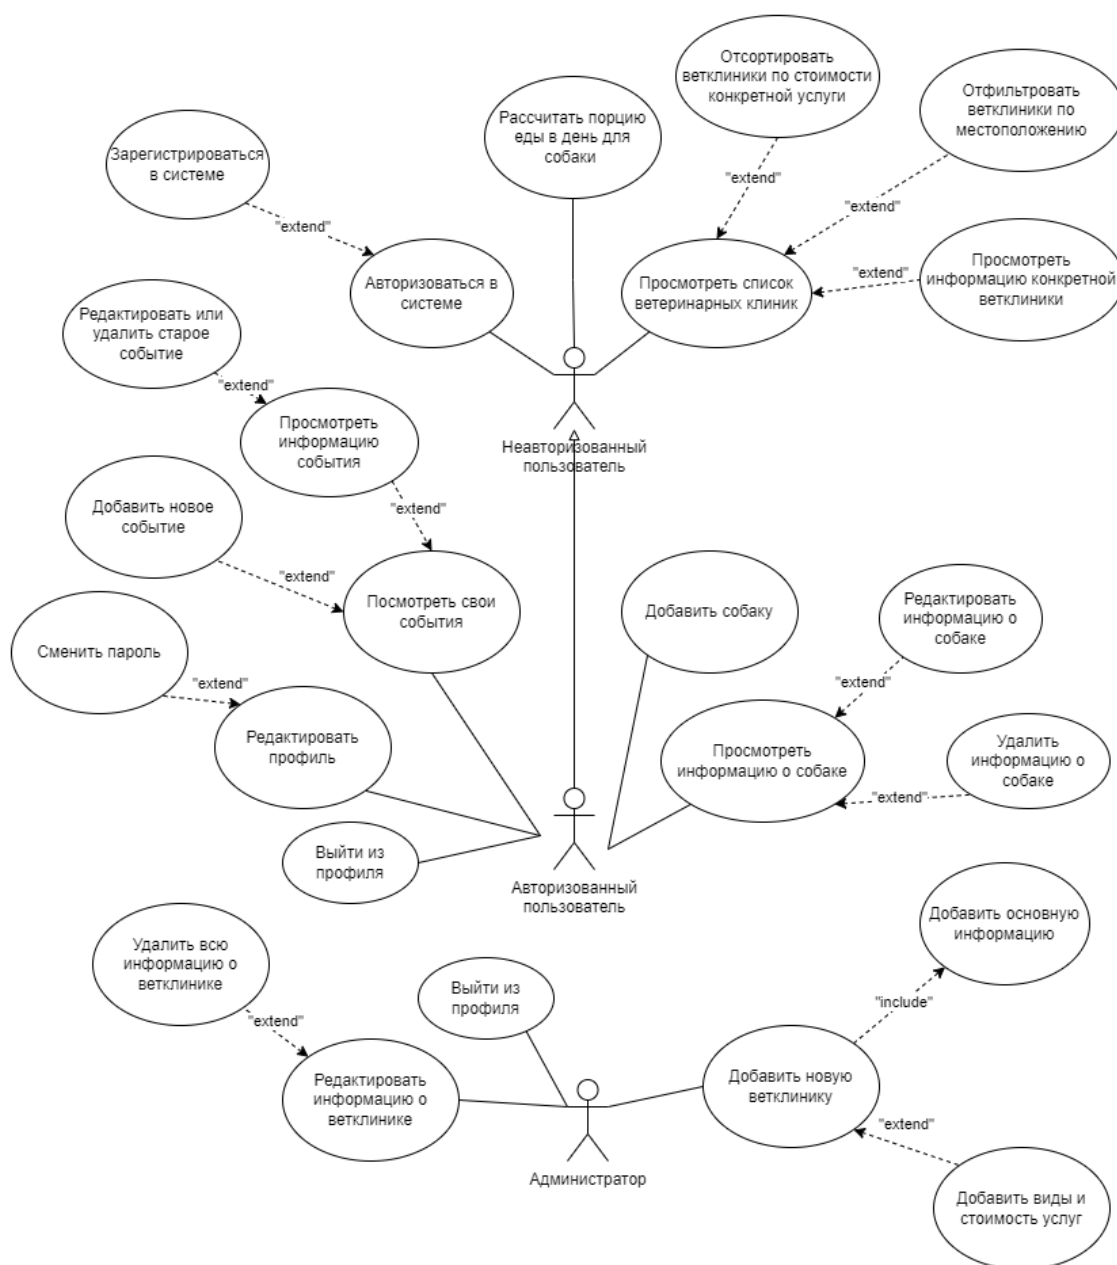 Отсортировать
ветклиники по стоимости
конкретной услуги
Отфильтровать
ветклиники по
местоположению
Рассчитать порцию
еды в день для
собаки
Зарегистрироваться
в системе
"extend"
"extend"
"extend"
Авторизоваться в
системе
Просмотреть список
ветеринарных клиник
"extend"
Просмотреть
информацию конкретной
ветклиники
Редактировать или
удалить старое
событие
"extend"
Просмотреть
информацию
события
Неавторизованный
пользователь
Добавить новое
событие
"extend"
"extend"
Посмотреть свои
события
Добавить собаку
Редактировать
информацию о
собаке
Сменить пароль
"extend"
"extend"
Редактировать
профиль
Просмотреть
информацию о собаке
Удалить
информацию о
собаке
"extend"
Выйти из
профиля
Авторизованный
пользователь
Добавить основную
информацию
Удалить всю
информацию о
ветклинике
Выйти из
профиля
"include"
"extend"
Редактировать
информацию о
ветклинике
Добавить новую
ветклинику
"extend"
Администратор
Добавить виды и
стоимость услуг